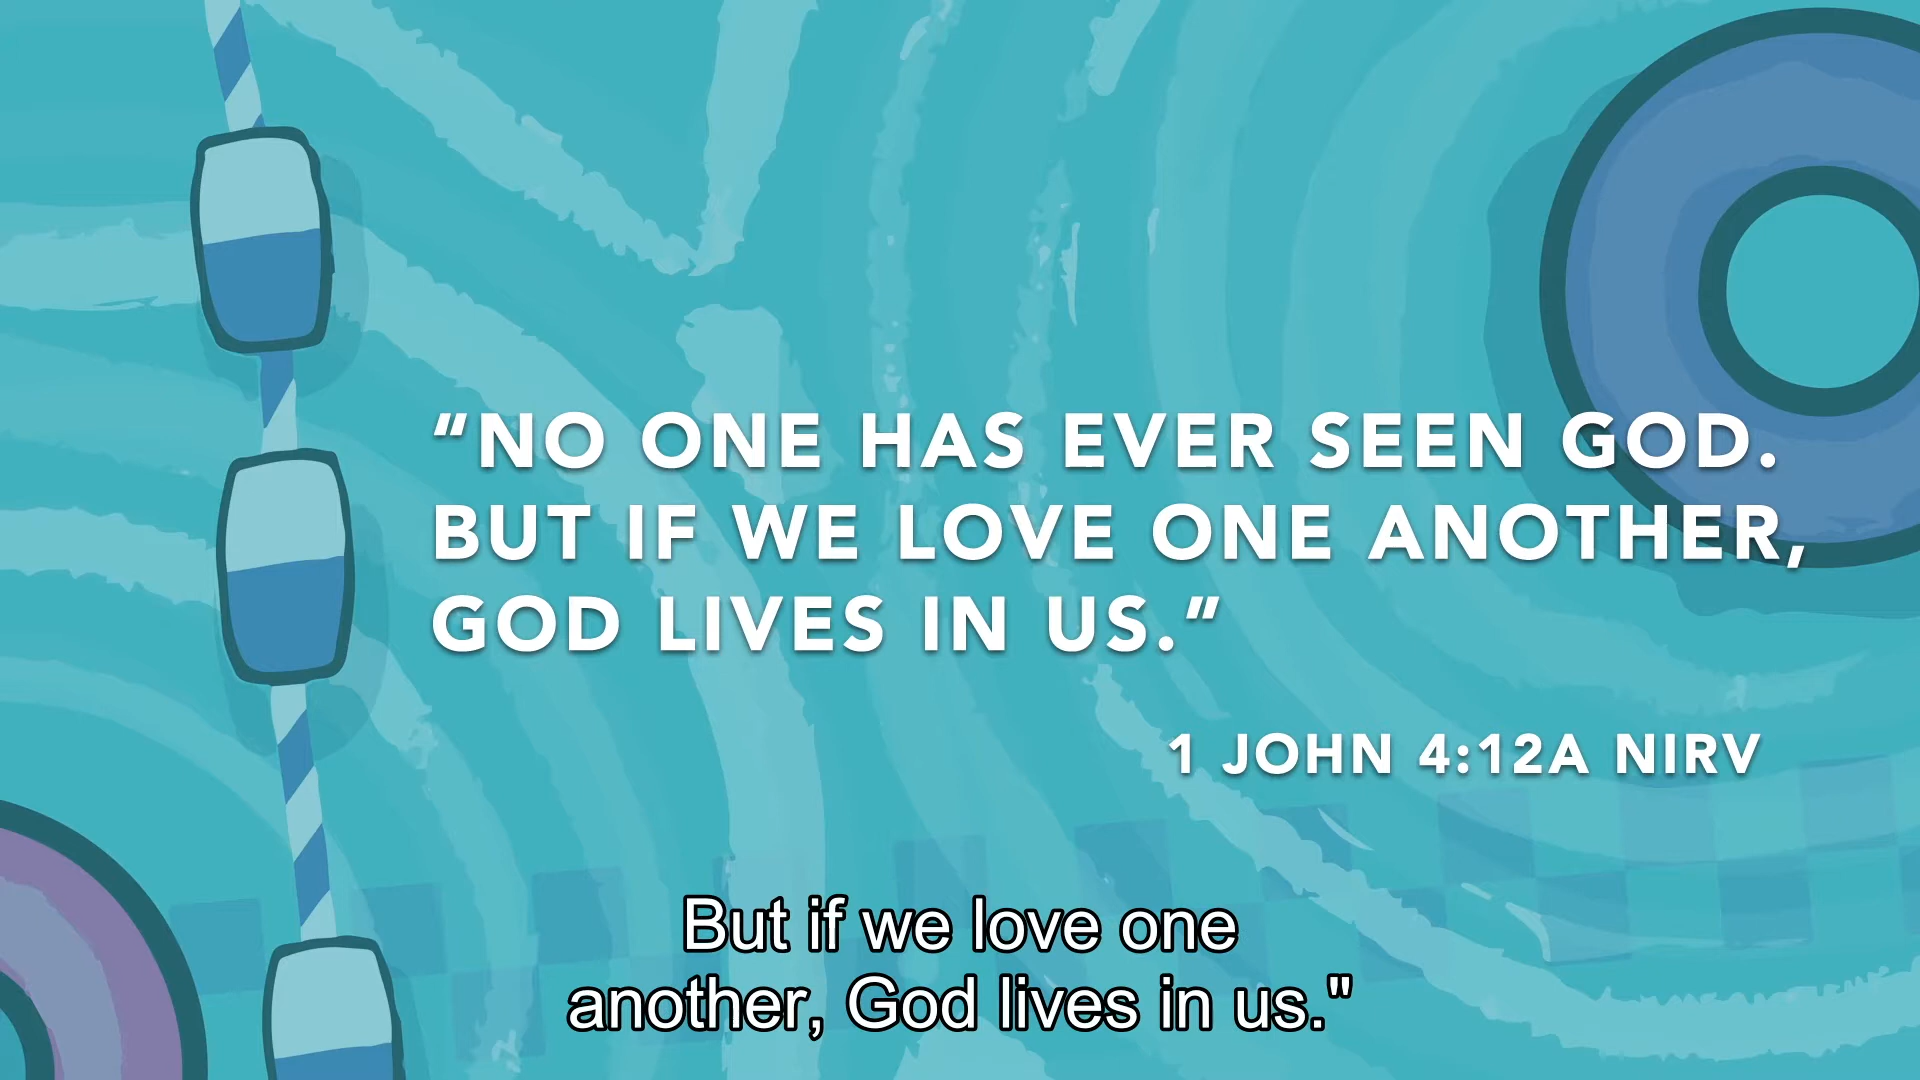 “NO ONE HAS EVER SEEN GOD.
BUT IF WE LOVE ONE ANOTHER,
GOD LIVES IN US.”
1 JOHN 4:12A NIRV
But if we love one
another, God lives in us."